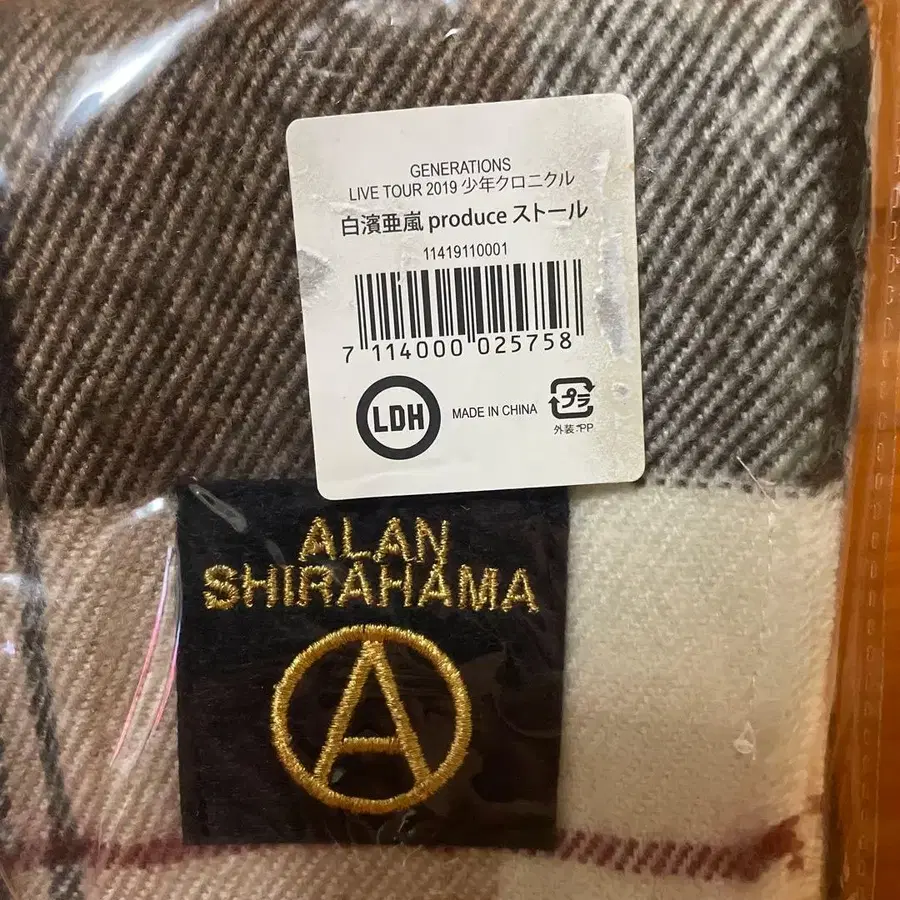 GENERATIONS
LIVE TOUR 2019 少年クロニクル
白濱亜嵐 produce ストール
11419110001
7 114000 025758
LDH
MADE IN CHINA
プラ
外装:PP
ALAN
SHIRAHAMA
A